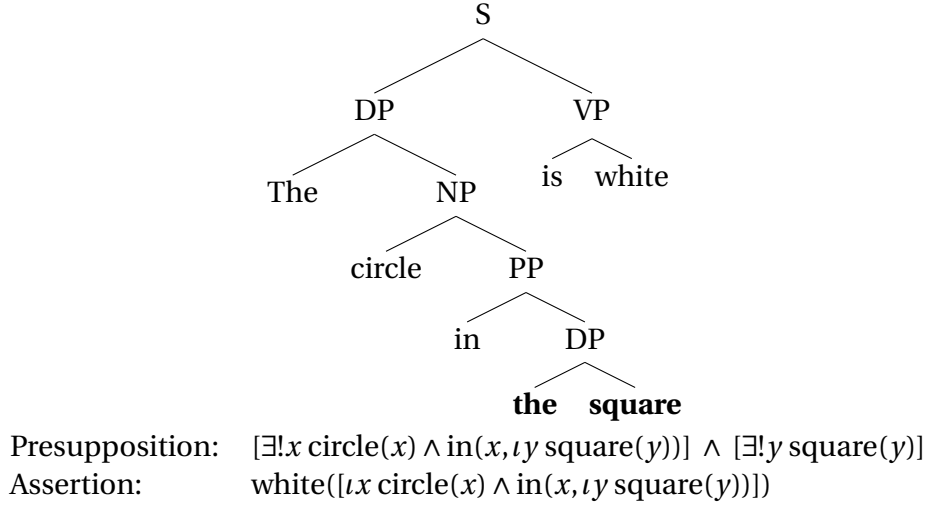 S
DP VP
The NP is white
circle PP
in DP
the square
Presupposition: [∃!x circle(x) ∧ in(x, ιy square(y))] ∧ [∃!y square(y)]
Assertion: white([ιx circle(x) ∧ in(x, ιy square(y))])